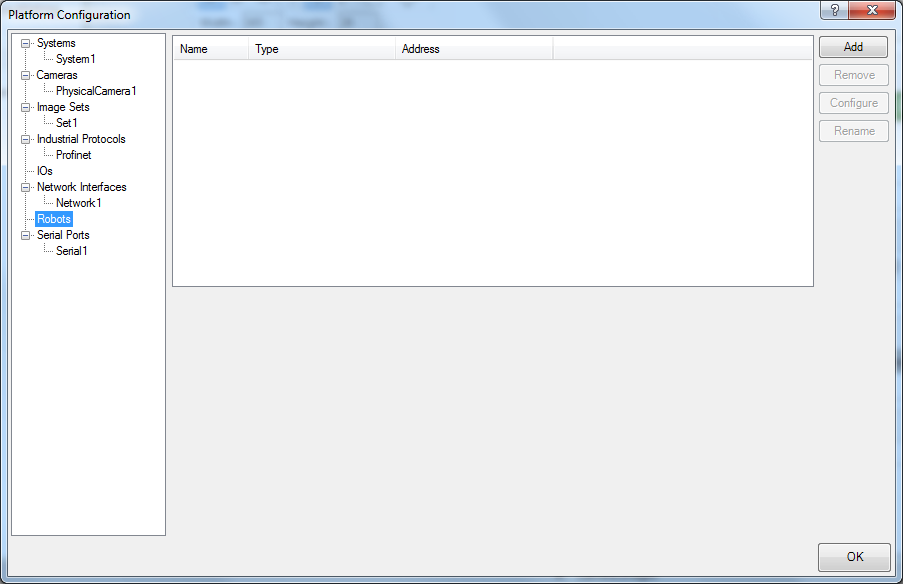 Platform Configuration
?
Systems
System1
Cameras
PhysicalCamera1
Image Sets
Set1
Industrial Protocols
Profinet
IOs
Network Interfaces
Network1
Robots
Serial Ports
Serial1
Name Type Address
Add
Remove
Configure
Rename
OK